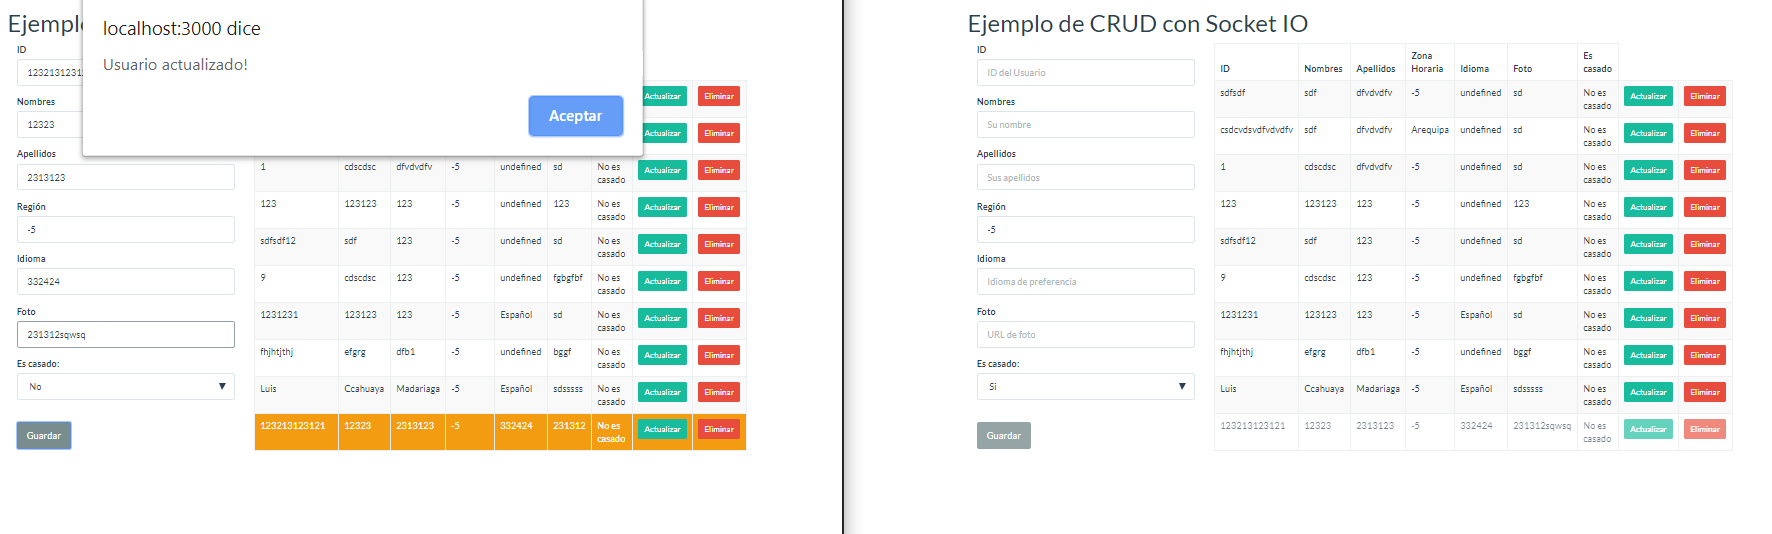 Ejemplo
localhost:3000 dice
Usuario actualizado!
Aceptar
ID
12321312312
Nombres
12323
Apellidos
2313123
Región
-5
Idioma
332424
Foto
231312sqwsq
Es casado:
No
Guardar
Actualizar Eliminar
Actualizar Eliminar
1 cdscdsc dfvdvdfv -5 undefined sd No es casado Actualizar Eliminar
123 123123 123 -5 undefined 123 No es casado Actualizar Eliminar
sdfsdf12 sdf 123 -5 undefined sd No es casado Actualizar Eliminar
9 cdscdsc 123 -5 undefined fgbgfbf No es casado Actualizar Eliminar
1231231 123123 123 -5 Español sd No es casado Actualizar Eliminar
fhjhtjthj efgrg dfb1 -5 undefined bggf No es casado Actualizar Eliminar
Luis Ccahuaya Madariaga -5 Español sdsssss No es casado Actualizar Eliminar
123213123121 12323 2313123 -5 332424 231312 No es casado Actualizar Eliminar
Ejemplo de CRUD con Socket IO
ID
ID del Usuario
Nombres
Su nombre
Apellidos
Sus apellidos
Región
-5
Idioma
Idioma de preferencia
Foto
URL de foto
Es casado:
Si
Guardar
ID Nombres Apellidos Zona Horaria Idioma Foto Es casado
sdfsdf sdf dfvdvdfv -5 undefined sd No es casado Actualizar Eliminar
csdcvdsvdfvdvdfv sdf dfvdvdfv Arequipa undefined sd No es casado Actualizar Eliminar
1 cdscdsc dfvdvdfv -5 undefined sd No es casado Actualizar Eliminar
123 123123 123 -5 undefined 123 No es casado Actualizar Eliminar
sdfsdf12 sdf 123 -5 undefined sd No es casado Actualizar Eliminar
9 cdscdsc 123 -5 undefined fgbgfbf No es casado Actualizar Eliminar
1231231 123123 123 -5 Español sd No es casado Actualizar Eliminar
fhjhtjthj efgrg dfb1 -5 undefined bggf No es casado Actualizar Eliminar
Luis Ccahuaya Madariaga -5 Español sdsssss No es casado Actualizar Eliminar
123213123121 12323 2313123 -5 332424 231312sqwsq No es casado Actualizar Eliminar